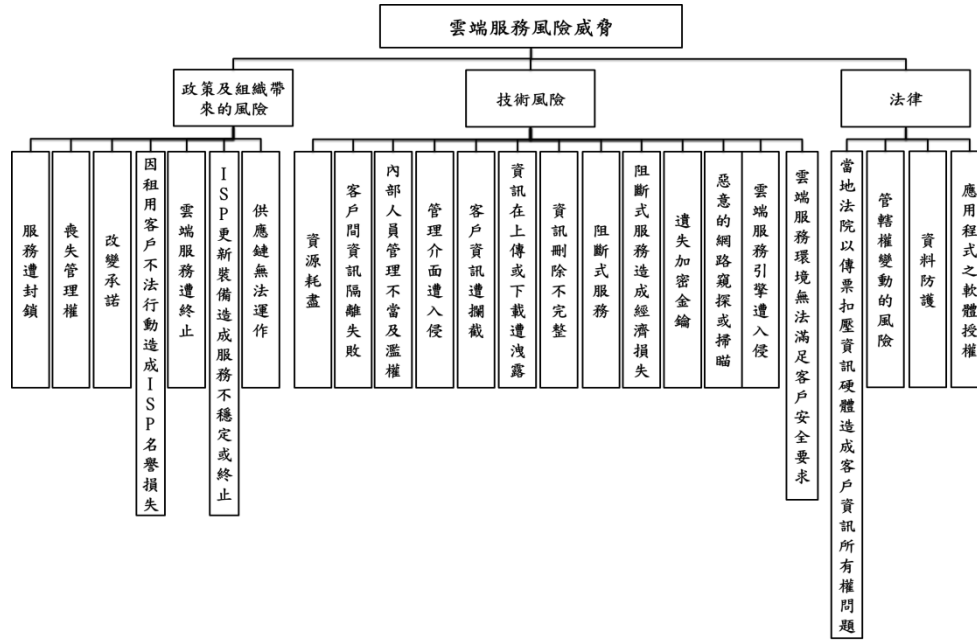 雲端服務風險威脅
政策及組織帶
來的風險
技術風險
法律
服務遭封鎖
喪失管理權
改變承諾
因租用客戶不法行動造成ISP名譽損失
雲端服務遭終止
ISP更新裝備造成服務不穩定或終止
供應鏈無法運作
資源耗盡
客戶間資訊隔離失敗
內部人員管理不當及濫權
管理介面遭入侵
客戶資訊遭攔截
資訊在上傳或下載遭洩露
資訊刪除不完整
阻斷式服務
阻斷式服務造成經濟損失
遺失加密金鑰
惡意的網路窺探或掃瞄
雲端服務引擎遭入侵
雲端服務環境無法滿足客戶安全要求
當地法院以傳票扣壓資訊硬體造成客戶資訊所有權問題
管轄權變動的風險
資料防護
應用程式之軟體授權